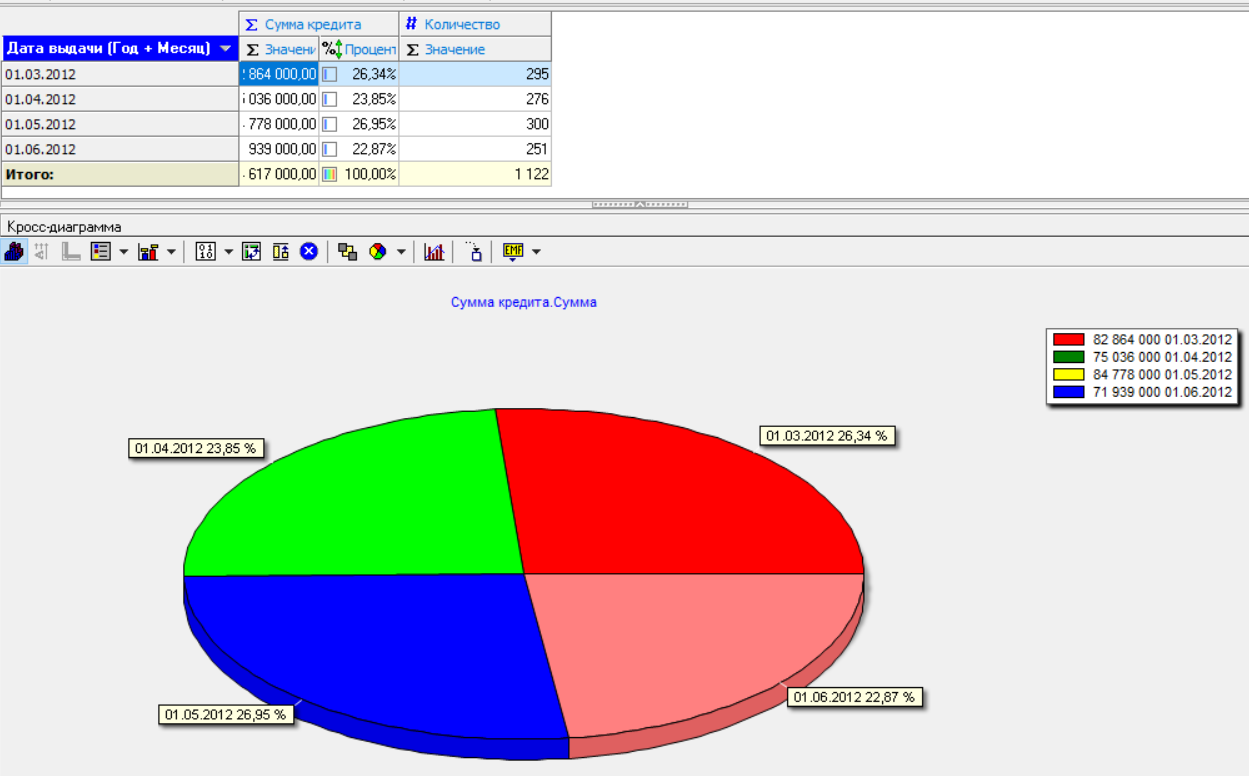 Σ Сумма кредита # Количество
Дата выдачи (Год + Месяц) Σ Значени % Процент Σ Значение
01.03.2012 864 000,00 26,34% 295
01.04.2012 036 000,00 23,85% 276
01.05.2012 778 000,00 26,95% 300
01.06.2012 939 000,00 22,87% 251
Итого: 617 000,00 100,00% 1 122
Кросс-диаграмма
EMF
Сумма кредита.Сумма
82 864 000 01.03.2012
75 036 000 01.04.2012
84 778 000 01.05.2012
71 939 000 01.06.2012
01.03.2012 26,34 %
01.04.2012 23,85 %
01.06.2012 22,87 %
01.05.2012 26,95 %